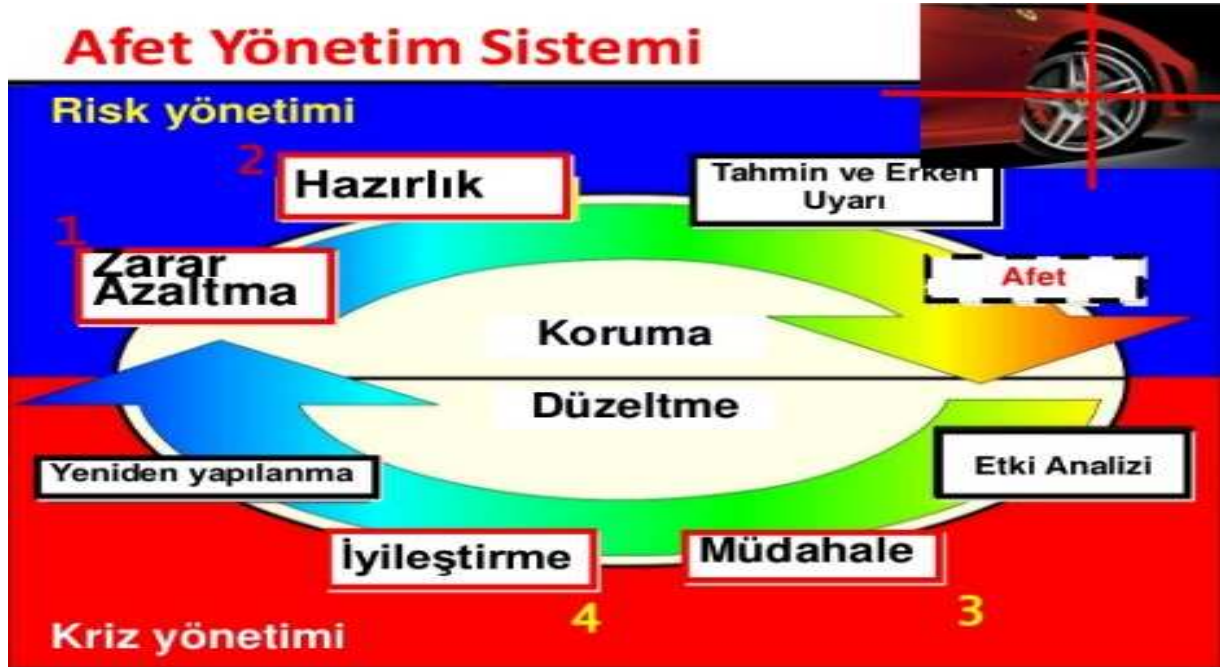 Afet Yönetim Sistemi
Risk yönetimi
2
Hazırlık
Tahmin ve Erken
Uyarı
1
Zarar
Azaltma
Afet
Koruma
Düzeltme
Yeniden yapılanma
Etki Analizi
İyileştirme
Müdahale
4
3
Kriz yönetimi